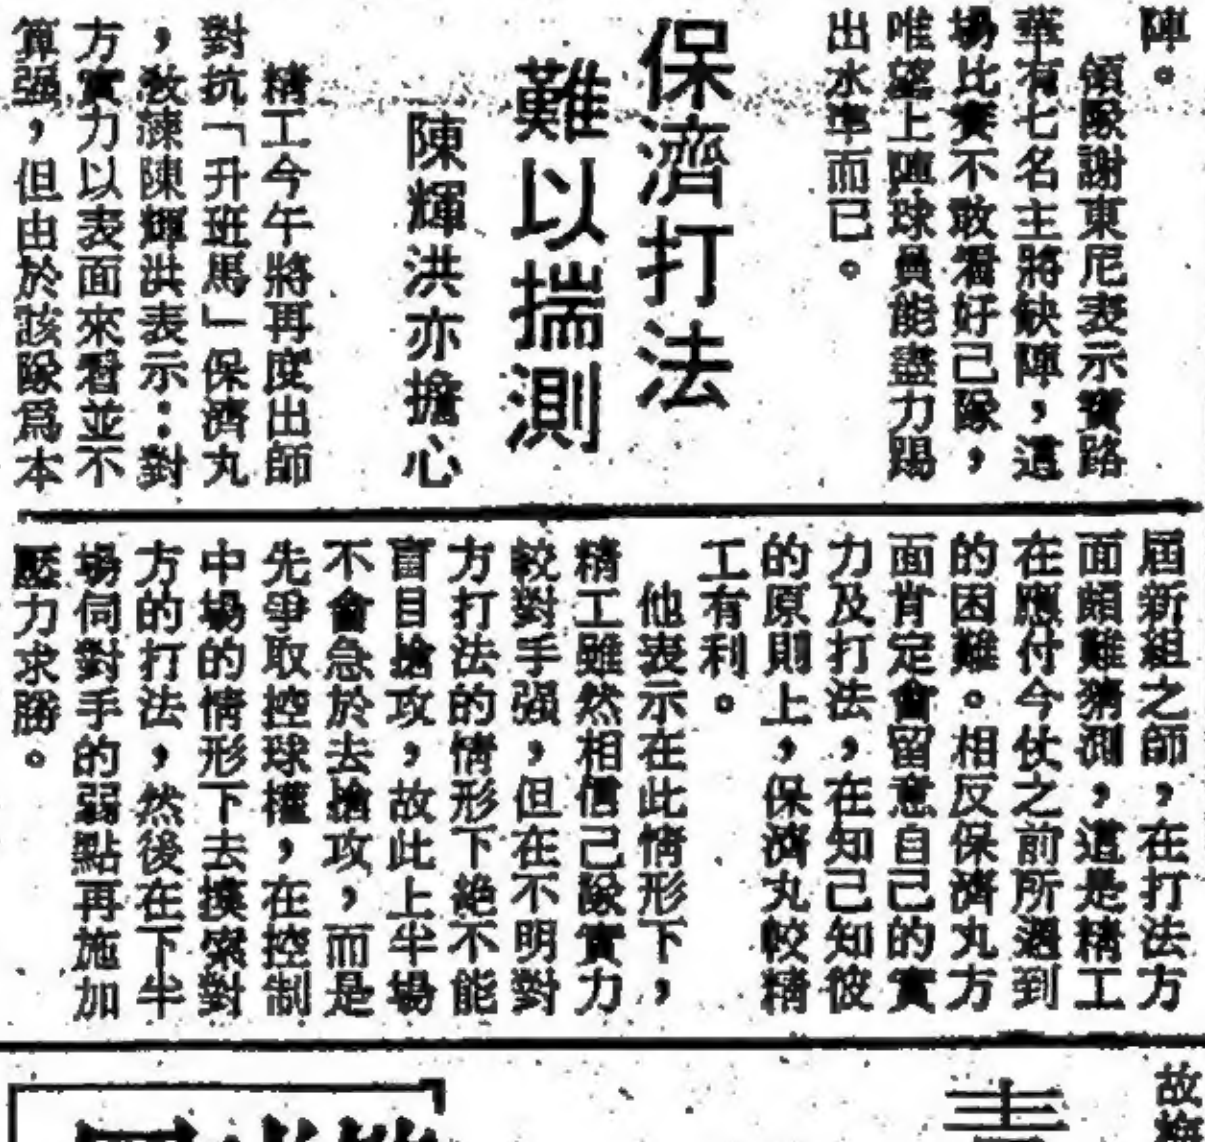 陣。
領隊謝東尼表示寶路
華有七名主將缺陣，這
場比賽不敢看好己隊，
唯望上陣球員能盡力踢
出水準而已。
保濟打法
難以揣測
陳輝洪亦擔心
精工今午將再度出師
對抗「升班馬」保濟丸
，教練陳輝洪表示：對
方實力以表面來看並不
算强，但由於該隊爲本
屆新組之師，在打法方
面頗難猜測，這是精工
在應付今仗之前所遇到
的困難。相反保濟丸方
面肯定會留意自己的實
力及打法，在知己知彼
的原則上，保濟丸較精
工有利。
他表示在此情形下，
精工雖然相信己隊實力
較對手强，但在不明對
方打法的情形下絶不能
盲目搶攻，故此上半場
不會急於去搶攻，而是
先爭取控球權，在控制
中場的情形下去摸索對
方的打法，然後在下半
場伺對手的弱點再施加
壓力求勝。
故